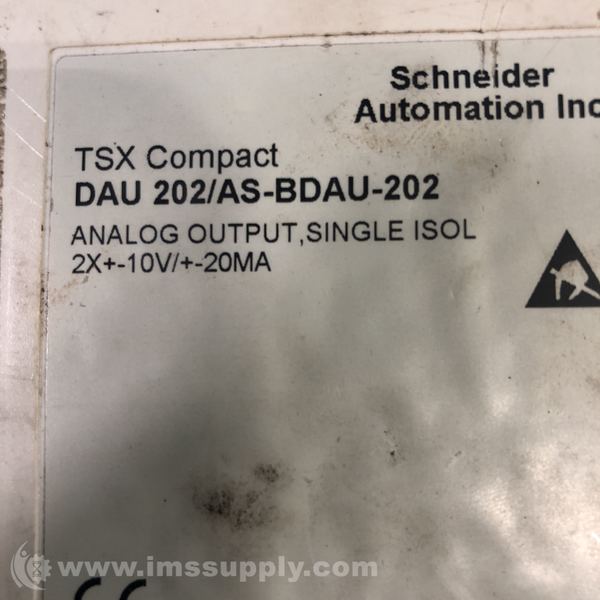 Schneider
Automation Inc
TSX Compact
DAU 202/AS-BDAU-202
ANALOG OUTPUT,SINGLE ISOL
2X+-10V/+-20MA
CE
www.imssupply.com